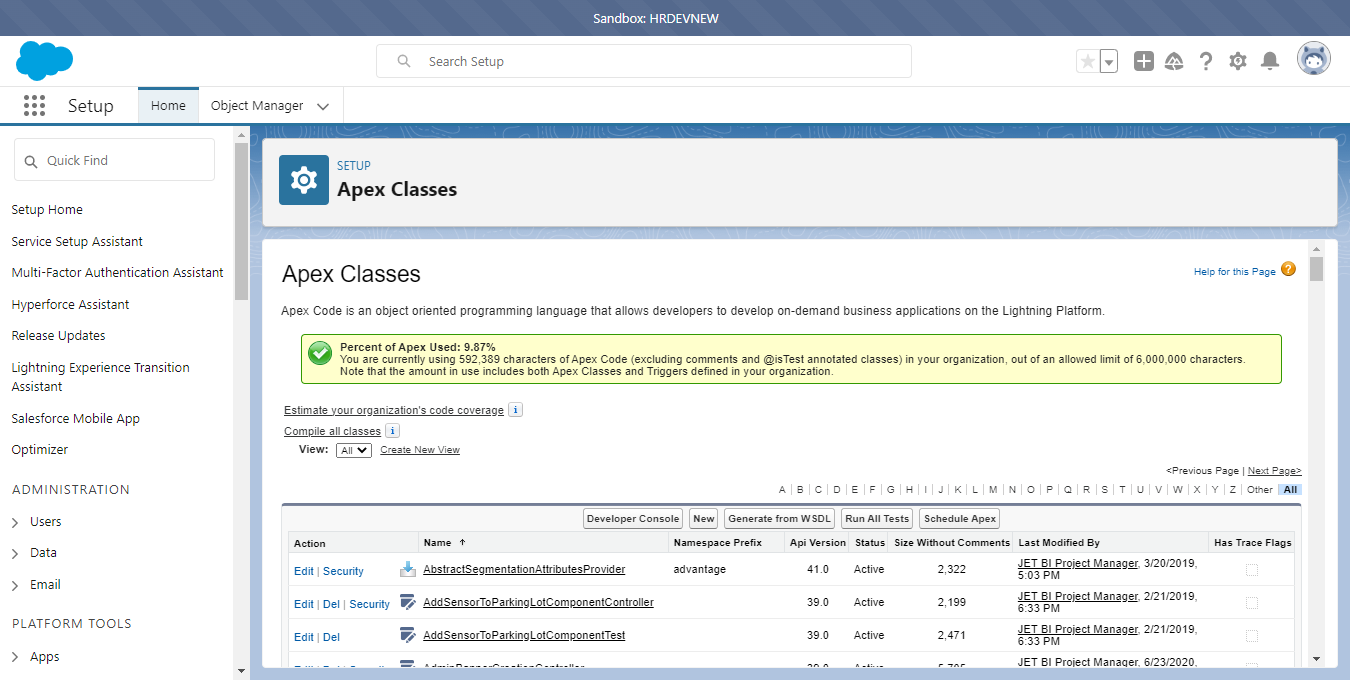 Sandbox: HRDEVNEW
Search Setup
Setup
Home
Object Manager
Quick Find
Setup Home
Service Setup Assistant
Multi-Factor Authentication Assistant
Hyperforce Assistant
Release Updates
Lightning Experience Transition
Assistant
Salesforce Mobile App
Optimizer
ADMINISTRATION
Users
Data
Email
PLATFORM TOOLS
Apps
SETUP
Apex Classes
Apex Classes
Help for this Page
Apex Code is an object oriented programming language that allows developers to develop on-demand business applications on the Lightning Platform.
Percent of Apex Used: 9.87%
You are currently using 592,389 characters of Apex Code (excluding comments and @isTest annotated classes) in your organization, out of an allowed limit of 6,000,000 characters.
Note that the amount in use includes both Apex Classes and Triggers defined in your organization.
Estimate your organization's code coverage i
Compile all classes i
View: All Create New View
<Previous Page | Next Page>
A | B | C | D | E | F | G | H | I | J | K | L | M | N | O | P | Q | R | S | T | U | V | W | X | Y | Z | Other All
Developer Console New Generate from WSDL Run All Tests Schedule Apex
Action Name ↑ Namespace Prefix Api Version Status Size Without Comments Last Modified By Has Trace Flags
Edit | Security AbstractSegmentationAttributesProvider advantage 41.0 Active 2,322 JET BI Project Manager, 3/20/2019,
5:03 PM
Edit | Del | Security AddSensorToParkingLotComponentController 39.0 Active 2,199 JET BI Project Manager, 2/21/2019,
6:33 PM
Edit | Del AddSensorToParkingLotComponentTest 39.0 Active 2,471 JET BI Project Manager, 2/21/2019,
6:33 PM
JET BI Project Manager, 6/23/2020,